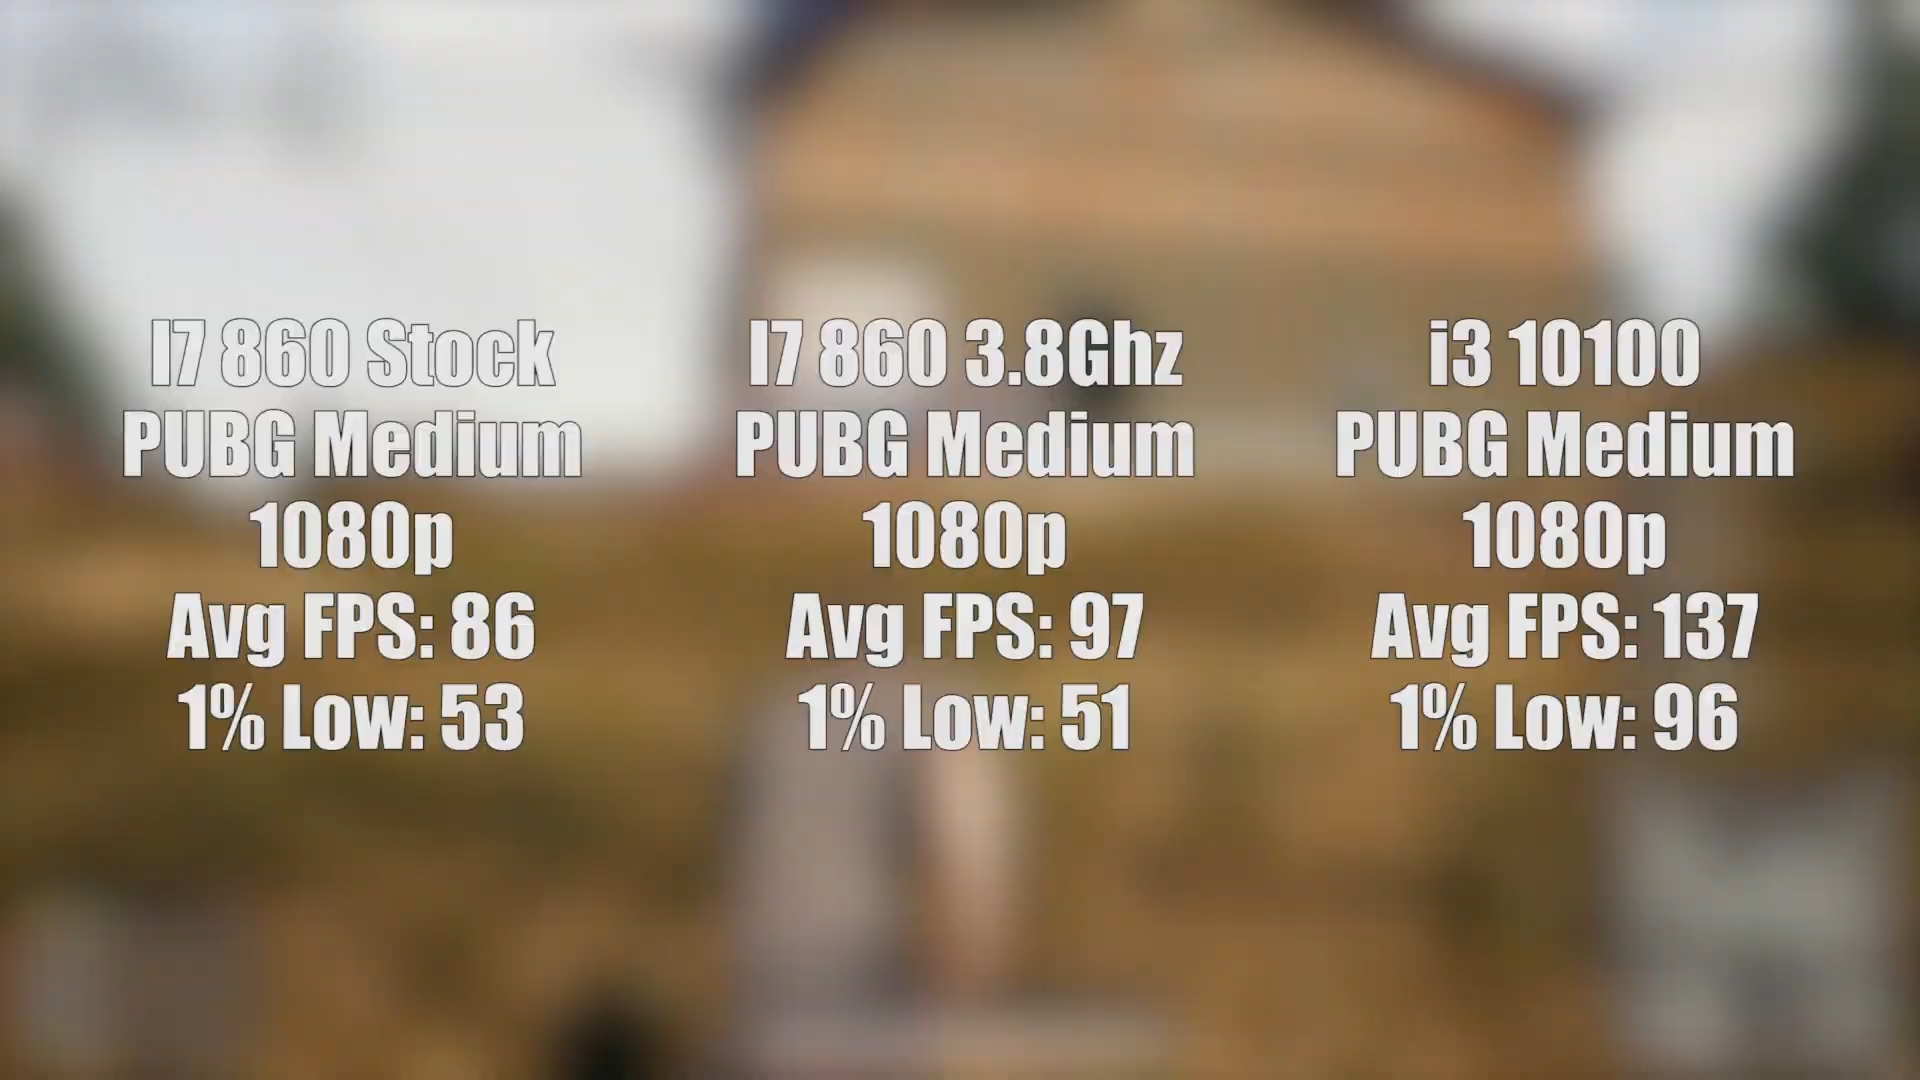 I7 860 Stock
PUBG Medium
1080p
Avg FPS: 86
1% Low: 53
I7 860 3.8Ghz
PUBG Medium
1080p
Avg FPS: 97
1% Low: 51
i3 10100
PUBG Medium
1080p
Avg FPS: 137
1% Low: 96